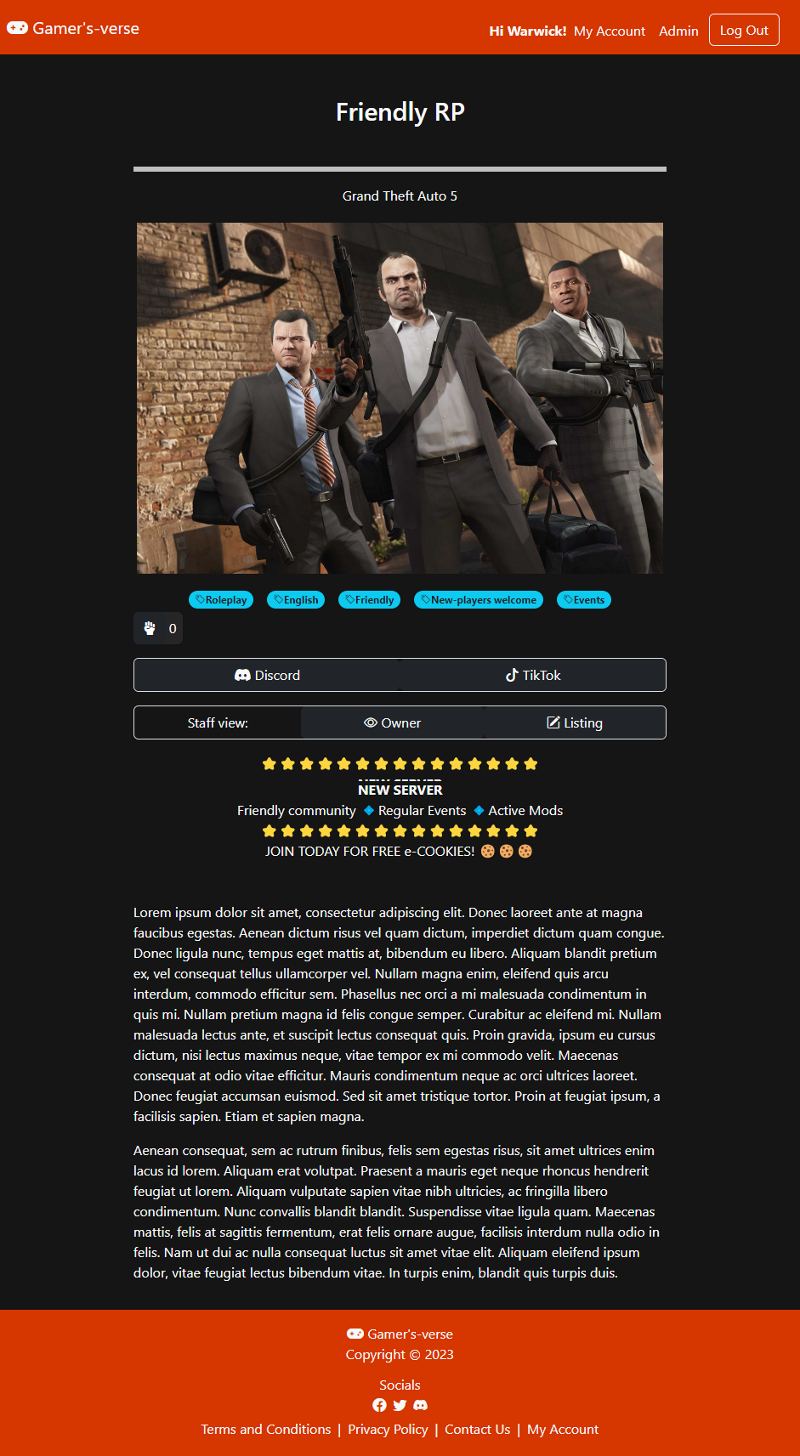 Gamer's-verse
Hi Warwick! My Account Admin Log Out
Friendly RP
Grand Theft Auto 5
Roleplay English Friendly New-players welcome Events
0
Discord TikTok
Staff view: Owner Listing
NEW SERVER
Friendly community 🔹 Regular Events 🔹 Active Mods
JOIN TODAY FOR FREE e-COOKIES! 🍪 🍪 🍪
Lorem ipsum dolor sit amet, consectetur adipiscing elit. Donec laoreet ante at magna
faucibus egestas. Aenean dictum risus vel quam dictum, imperdiet dictum quam congue.
Donec ligula nunc, tempus eget mattis at, bibendum eu libero. Aliquam blandit pretium
ex, vel consequat tellus ullamcorper vel. Nullam magna enim, eleifend quis arcu
interdum, commodo efficitur sem. Phasellus nec orci a mi malesuada condimentum in
quis mi. Nullam pretium magna id felis congue semper. Curabitur ac eleifend mi. Nullam
malesuada lectus ante, et suscipit lectus consequat quis. Proin gravida, ipsum eu cursus
dictum, nisi lectus maximus neque, vitae tempor ex mi commodo velit. Maecenas
consequat at odio vitae efficitur. Mauris condimentum neque ac orci ultrices laoreet.
Donec feugiat accumsan euismod. Sed sit amet tristique tortor. Proin at feugiat ipsum, a
facilisis sapien. Etiam et sapien magna.
Aenean consequat, sem ac rutrum finibus, felis sem egestas risus, sit amet ultrices enim
lacus id lorem. Aliquam erat volutpat. Praesent a mauris eget neque rhoncus hendrerit
feugiat ut lorem. Aliquam vulputate sapien vitae nibh ultricies, ac fringilla libero
condimentum. Nunc convallis blandit blandit. Suspendisse vitae ligula quam. Maecenas
mattis, felis at sagittis fermentum, erat felis ornare augue, facilisis interdum nulla odio in
felis. Nam ut dui ac nulla consequat luctus sit amet vitae elit. Aliquam eleifend ipsum
dolor, vitae feugiat lectus bibendum vitae. In turpis enim, blandit quis turpis duis.
Gamer's-verse
Copyright © 2023
Socials
Terms and Conditions | Privacy Policy | Contact Us | My Account